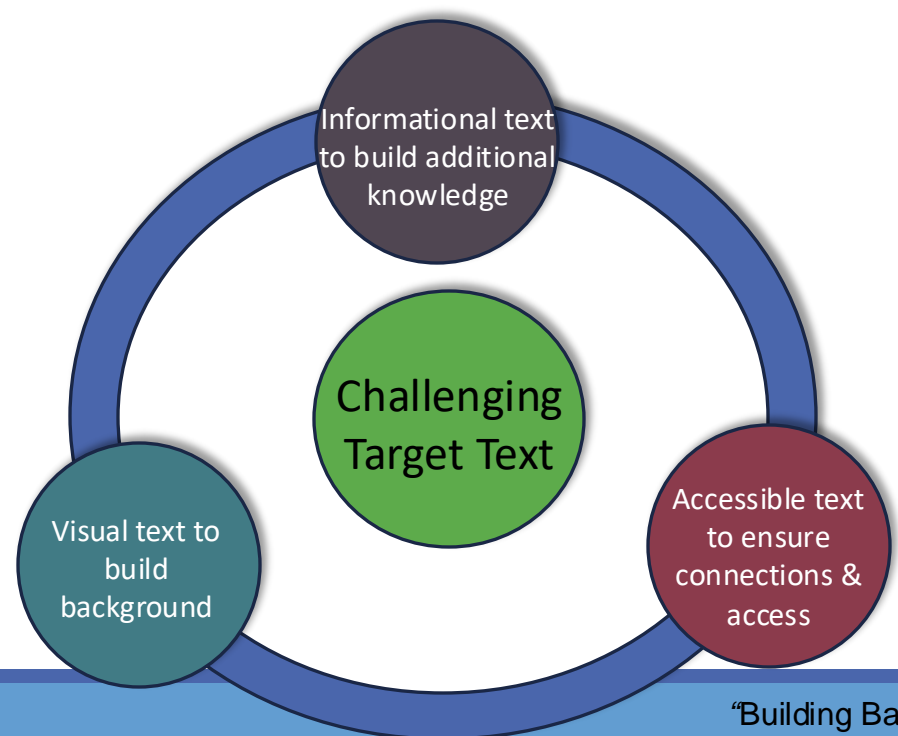 Informational text
to build additional
knowledge
Challenging
Target Text
Visual text to
build
background
Accessible text
to ensure
connections &
access
“Building Ba